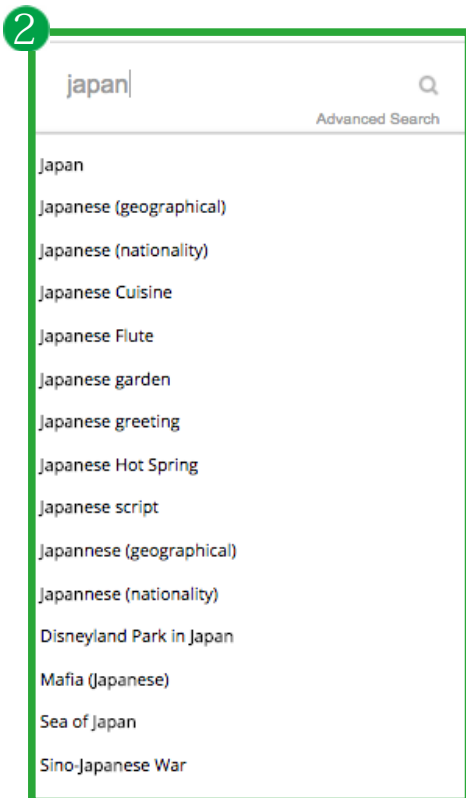 2
japan
Advanced Search
Japan
Japanese (geographical)
Japanese (nationality)
Japanese Cuisine
Japanese Flute
Japanese garden
Japanese greeting
Japanese Hot Spring
Japanese script
Japannese (geographical)
Japannese (nationality)
Disneyland Park in Japan
Mafia (Japanese)
Sea of Japan
Sino-Japanese War